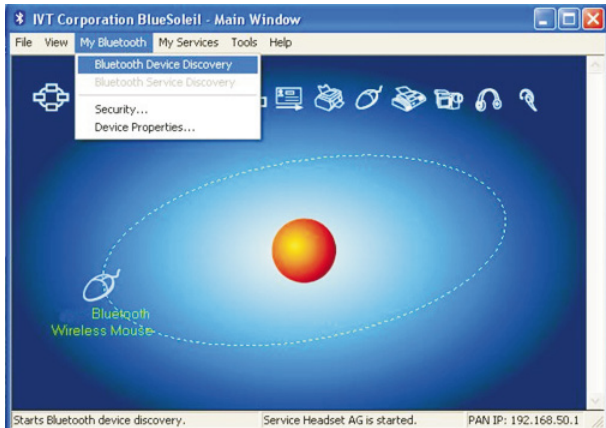 IVT Corporation BlueSoleil - Main Window
File View My Bluetooth My Services Tools Help
Bluetooth Device Discovery
Bluetooth Service Discovery
Security...
Device Properties...
Bluetooth
Wireless Mouse
Starts Bluetooth device discovery. Service Headset AG is started. PAN IP: 192.168.50.1